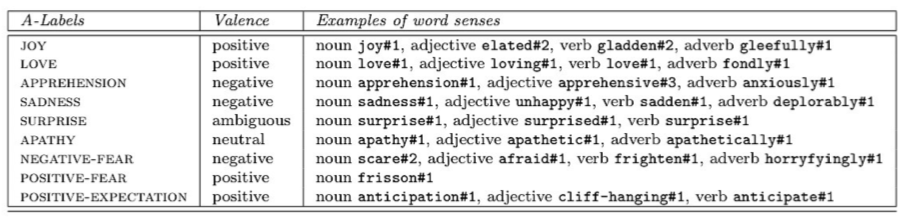 A-Labels Valence Examples of word senses
JOY positive noun joy#1, adjective elated#2, verb gladden#2, adverb gleefully#1
LOVE positive noun love#1, adjective loving#1, verb love#1, adverb fondly#1
APPREHENSION negative noun apprehension#1, adjective apprehensive#3, adverb anxiously#1
SADNESS negative noun sadness#1, adjective unhappy#1, verb sadden#1, adverb deplorably#1
SURPRISE ambiguous noun surprise#1, adjective surprised#1, verb surprise#1
APATHY neutral noun apathy#1, adjective apathetic#1, adverb apathetically#1
NEGATIVE-FEAR negative noun scare#2, adjective afraid#1, verb frighten#1, adverb horryfyingly#1
POSITIVE-FEAR positive noun frisson#1
POSITIVE-EXPECTATION positive noun anticipation#1, adjective cliff-hanging#1, verb anticipate#1